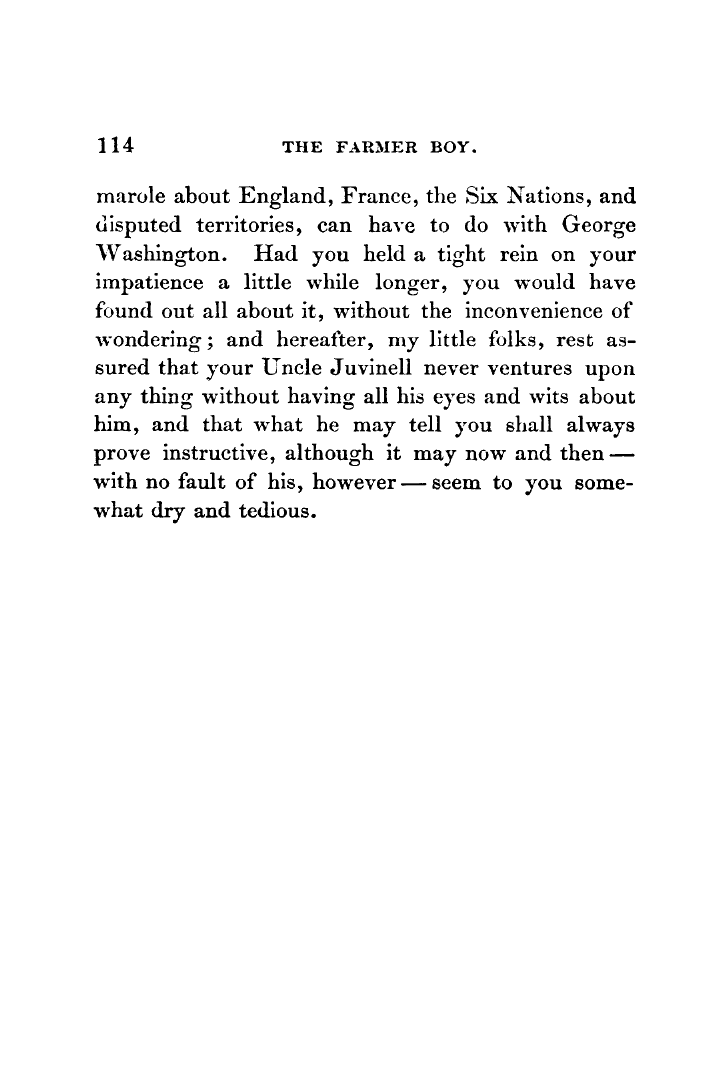 114 THE FARMER BOY.
marole about England, France, the Six Nations, and
disputed territories, can have to do with George
Washington. Had you held a tight rein on your
impatience a little while longer, you would have
found out all about it, without the inconvenience of
wondering; and hereafter, my little folks, rest as-
sured that your Uncle Juvinell never ventures upon
any thing without having all his eyes and wits about
him, and that what he may tell you shall always
prove instructive, although it may now and then —
with no fault of his, however — seem to you some-
what dry and tedious.